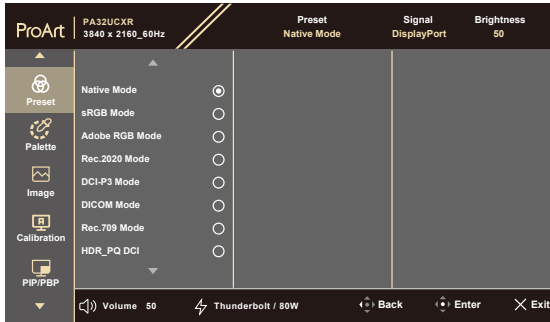 ProArt
PA32UCXR
3840 x 2160_60Hz
Preset
Native Mode
Signal
DisplayPort
Brightness
50
Preset
Palette
Image
Calibration
PIP/PBP
Native Mode
sRGB Mode
Adobe RGB Mode
Rec.2020 Mode
DCI-P3 Mode
DICOM Mode
Rec.709 Mode
HDR_PQ DCI
Volume 50
Thunderbolt / 80W
Back
Enter
Exit